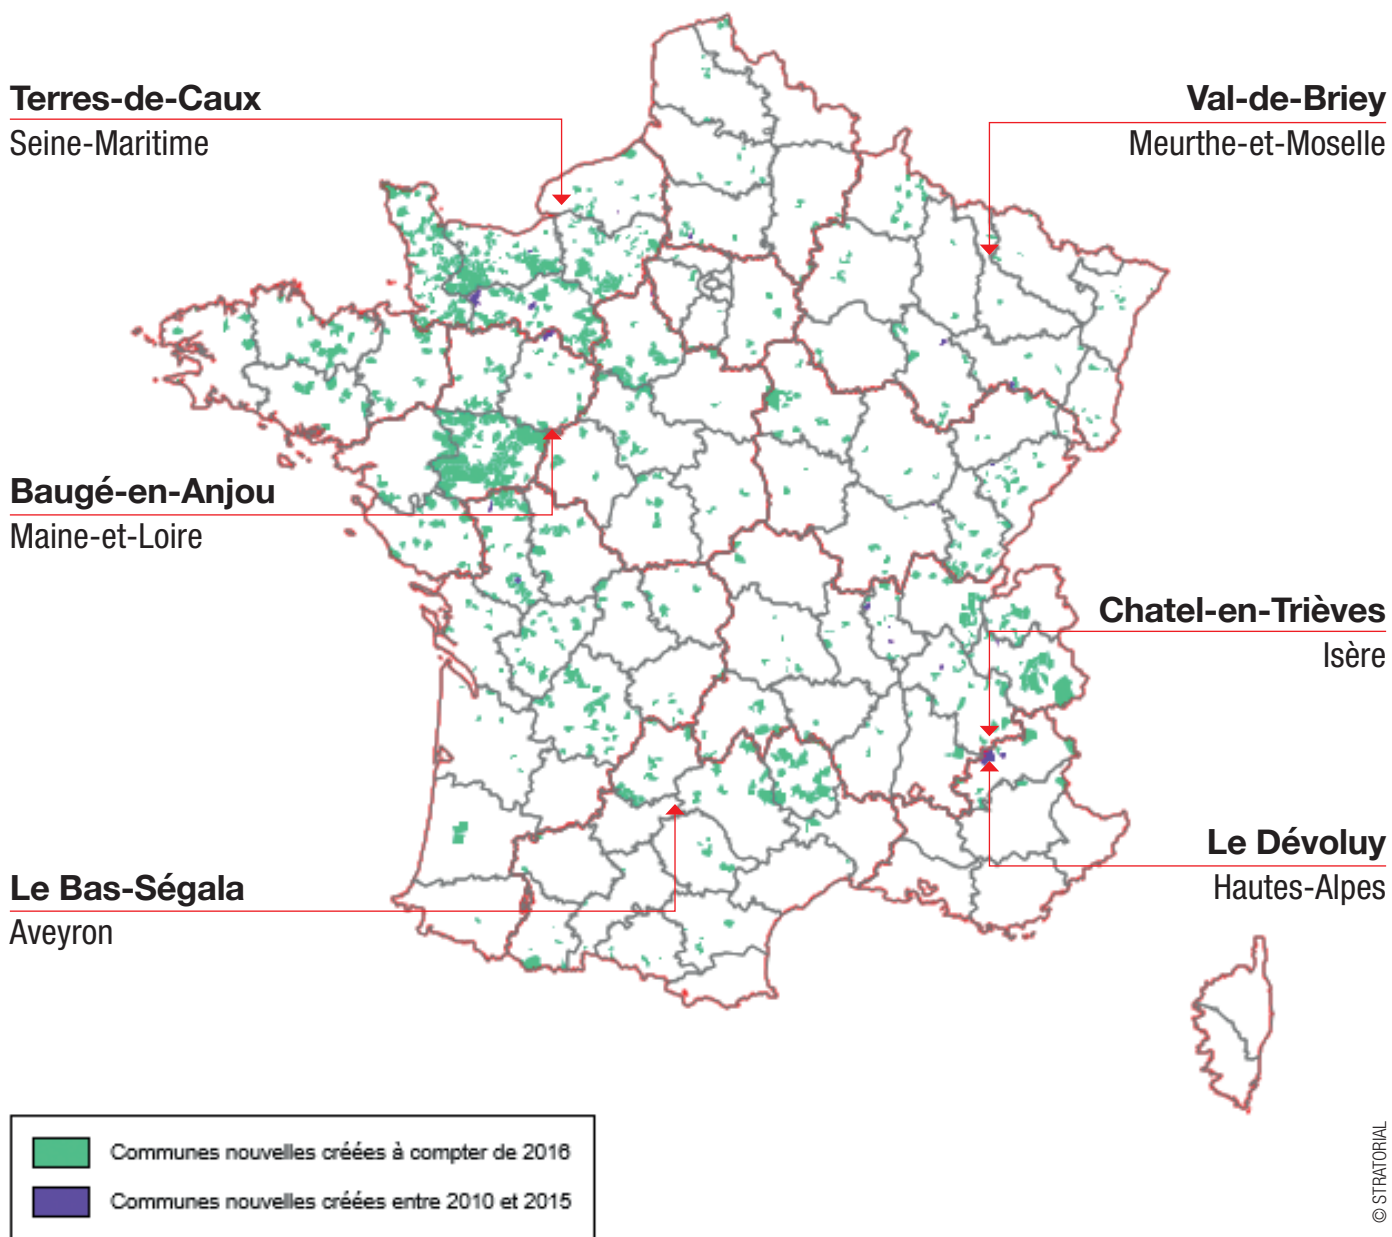 Terres-de-Caux
Seine-Maritime
Val-de-Briey
Meurthe-et-Moselle
Baugé-en-Anjou
Maine-et-Loire
Chatel-en-Trièves
Isère
Le Dévoluy
Hautes-Alpes
Le Bas-Ségala
Aveyron
Communes nouvelles créées à compter de 2016
Communes nouvelles créées entre 2010 et 2015
© STRATORIAL